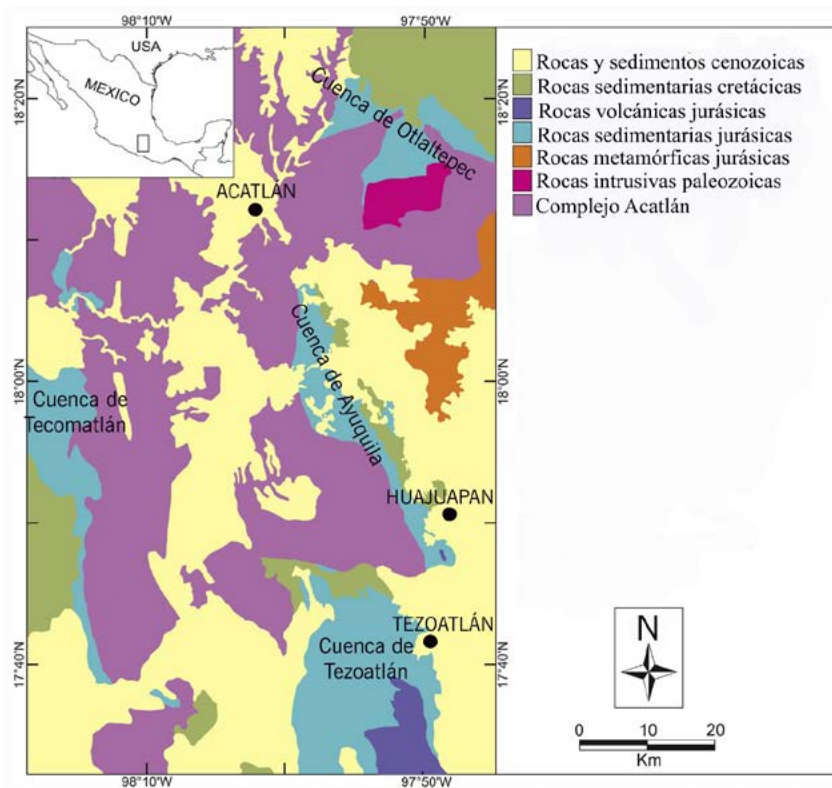 98°10'
97°50'
USA
MEXICO
18°20'N
18°20'N
Cuenca de Otlaltepec
ACATLÁN
Cuenca de Ayuquila
18°00'N
18°00'N
Cuenca de
Tecomatlán
HUAJUAPAN
TEZOATLÁN
Cuenca de
Tezoatlán
17°40'N
17°40'N
98°10'
97°50'
Rocas y sedimentos cenozoicas
Rocas sedimentarias cretácicas
Rocas volcánicas jurásicas
Rocas sedimentarias jurásicas
Rocas metamórficas jurásicas
Rocas intrusivas paleozoicas
Complejo Acatlán
N
0 10 20
Km